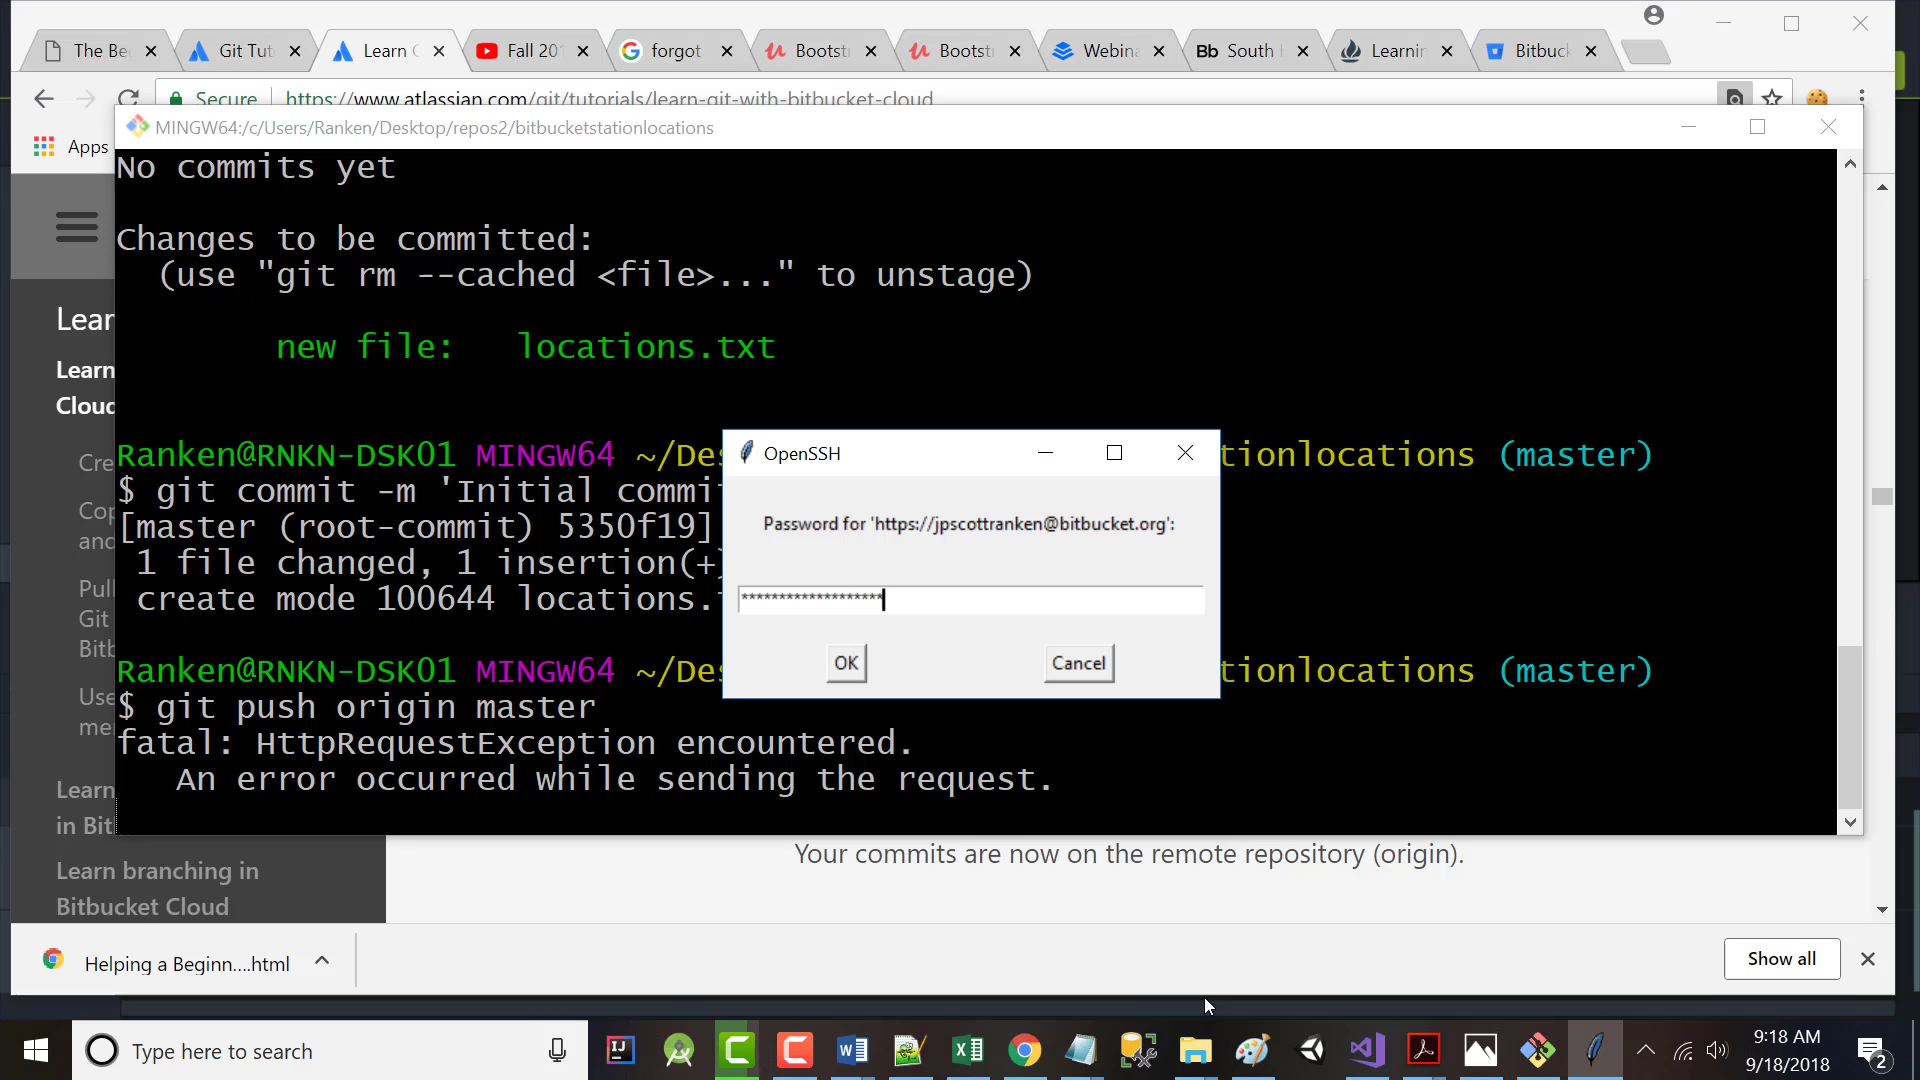 The Be
Git Tut
Learn
Fall 20
forgot
Bootst
Bootst
Webina
Bb South
Learnin
Bitbuc
Secure
https://www.atlassian.com/git/tutorials/learn-git-with-bitbucket-cloud
Apps
MINGW64:/c/Users/Ranken/Desktop/repos2/bitbucketstationlocations
No commits yet
Changes to be committed:
(use "git rm --cached <file>..." to unstage)
new file: locations.txt
Ranken@RNKN-DSK01 MINGW64 ~/Des tionlocations (master)
$ git commit -m 'Initial commi
[master (root-commit) 5350f19]
1 file changed, 1 insertion(+)
create mode 100644 locations.
Ranken@RNKN-DSK01 MINGW64 ~/Des tionlocations (master)
$ git push origin master
fatal: HttpRequestException encountered.
An error occurred while sending the request.
OpenSSH
Password for 'https://jpscottranken@bitbucket.org':
*******************
OK
Cancel
Lear
Learn
Cloud
Cre
Cop
and
Pull
Git
Bitb
Use
me
Learn
in Bit
Learn branching in
Bitbucket Cloud
Your commits are now on the remote repository (origin).
Helping a Beginn....html
Show all
Type here to search
9:18 AM
9/18/2018
2